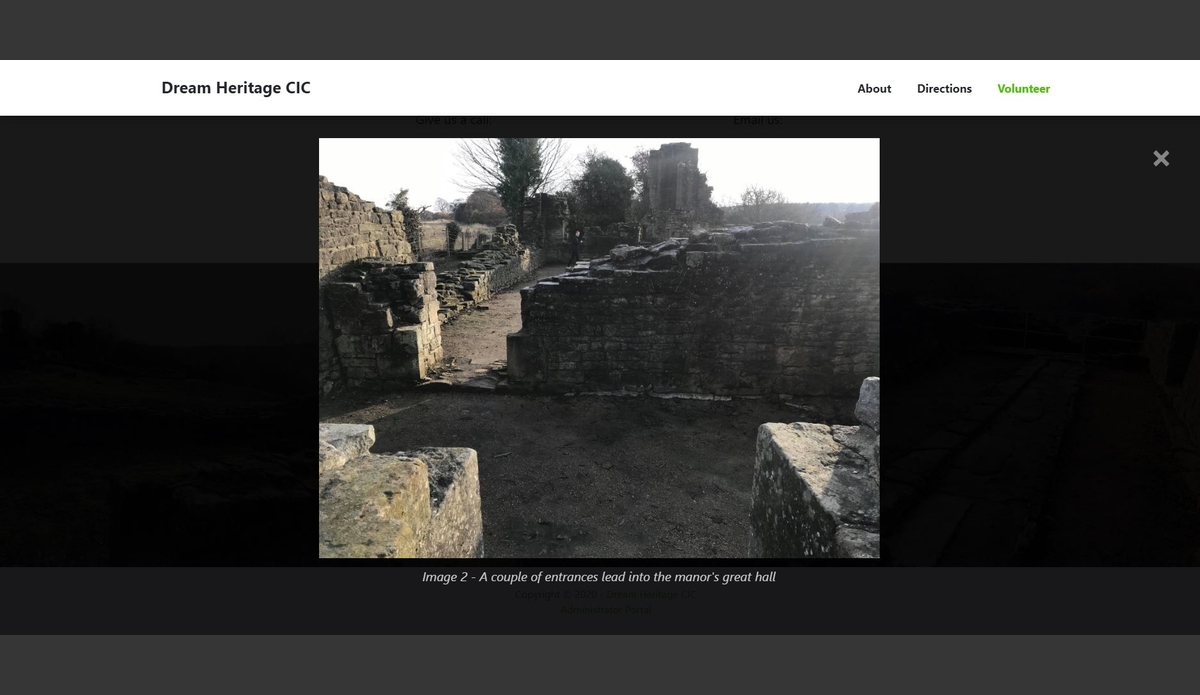 Dream Heritage CIC
About
Directions
Volunteer
Give us a call:
Email us:
Image 2 - A couple of entrances lead into the manor's great hall
Copyright © 2020 - Dream Heritage CIC
Administrator Portal